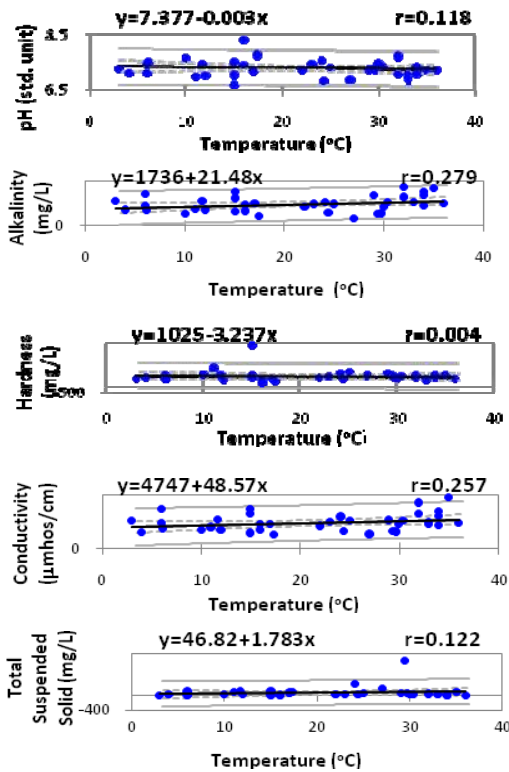 y=7.377-0.003x r=0.118
8.5
pH (std. unit)
6.5
0 10 20 30 40
Temperature (°C)
y=1736+21.48x r=0.279
Alkalinity (mg/L)
0
0 10 20 30 40
Temperature (°C)
y=1025-3.237x r=0.004
Hardness (mg/L)
0 10 20 30 40
Temperature (°C)
y=4747+48.57x r=0.257
Conductivity (µmhos/cm)
0
0 10 20 30 40
Temperature (°C)
y=46.82+1.783x r=0.122
Total Suspended Solid (mg/L)
-400
0 10 20 30 40
Temperature (°C)